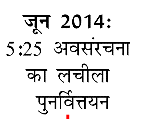 जून 2014:
5:25 अवसंरचना
का लचीला
पुनर्वित्तयन